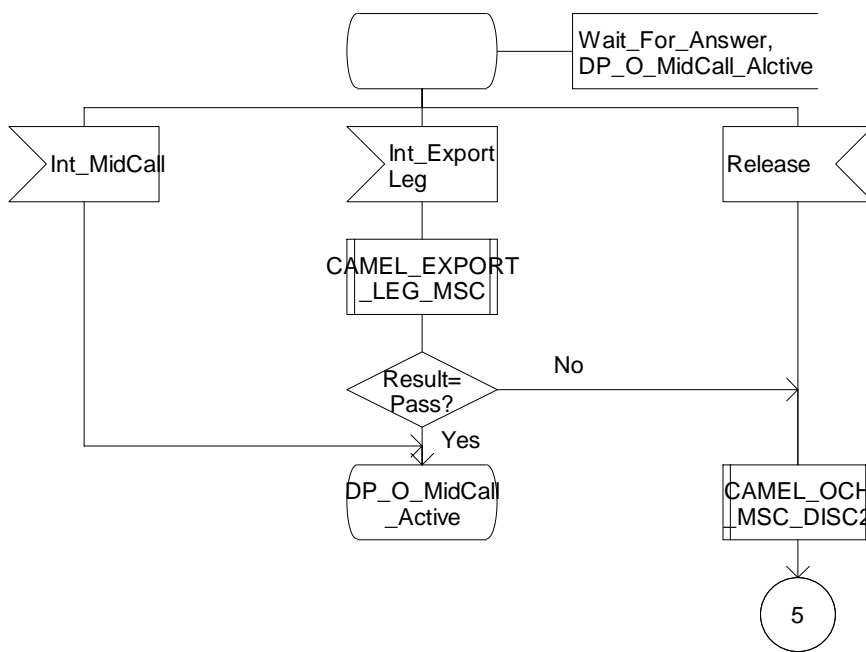 Wait_For_Answer,
DP_O_MidCall_Alctive
Int_MidCall
Int_Export
Leg
Release
CAMEL_EXPORT
_LEG_MSC
Result=
Pass?
No
Yes
DP_O_MidCall
_Active
CAMEL_OCH
_MSC_DISC2
5